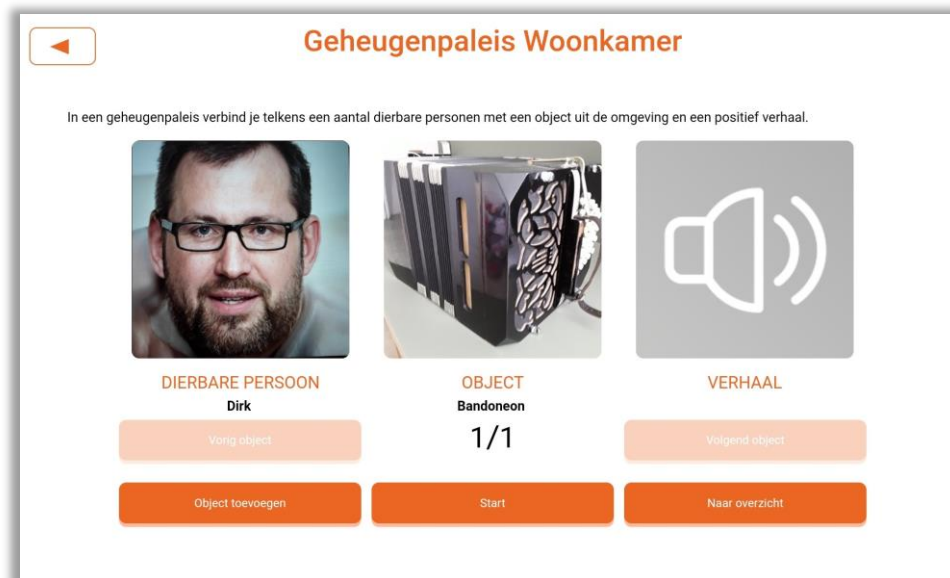 Geheugenpaleis Woonkamer
In een geheugenpaleis verbind je telkens een aantal dierbare personen met een object uit de omgeving en een positief verhaal.
DIERBARE PERSOON
Dirk
OBJECT
Bandoneon
VERHAAL
Vorig object
1/1
Volgend object
Object toevoegen
Start
Naar overzicht